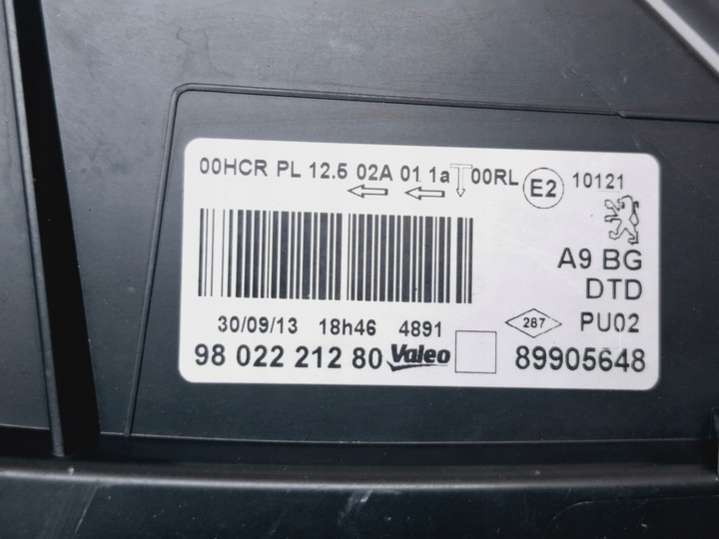 00HCR PL 12.5 02A 01 1a 00RL E2 10121
A9 BG
DTD
30/09/13 18h46 4891 287 PU02
98 022 212 80 Valeo 89905648